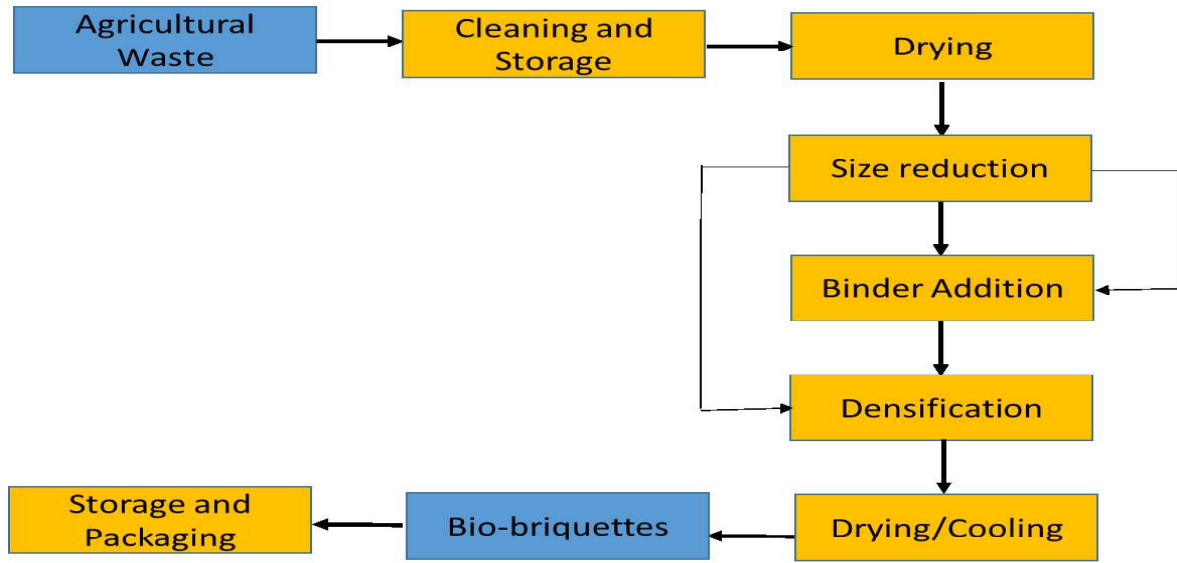 Agricultural
Waste
Cleaning and
Storage
Drying
Size reduction
Binder Addition
Densification
Drying/Cooling
Bio-briquettes
Storage and
Packaging